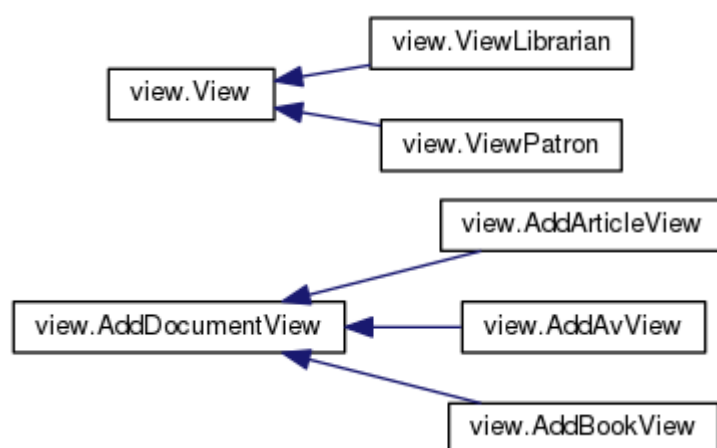 view.ViewLibrarian
view.View
view.ViewPatron
view.AddArticleView
view.AddDocumentView
view.AddAvView
view.AddBookView